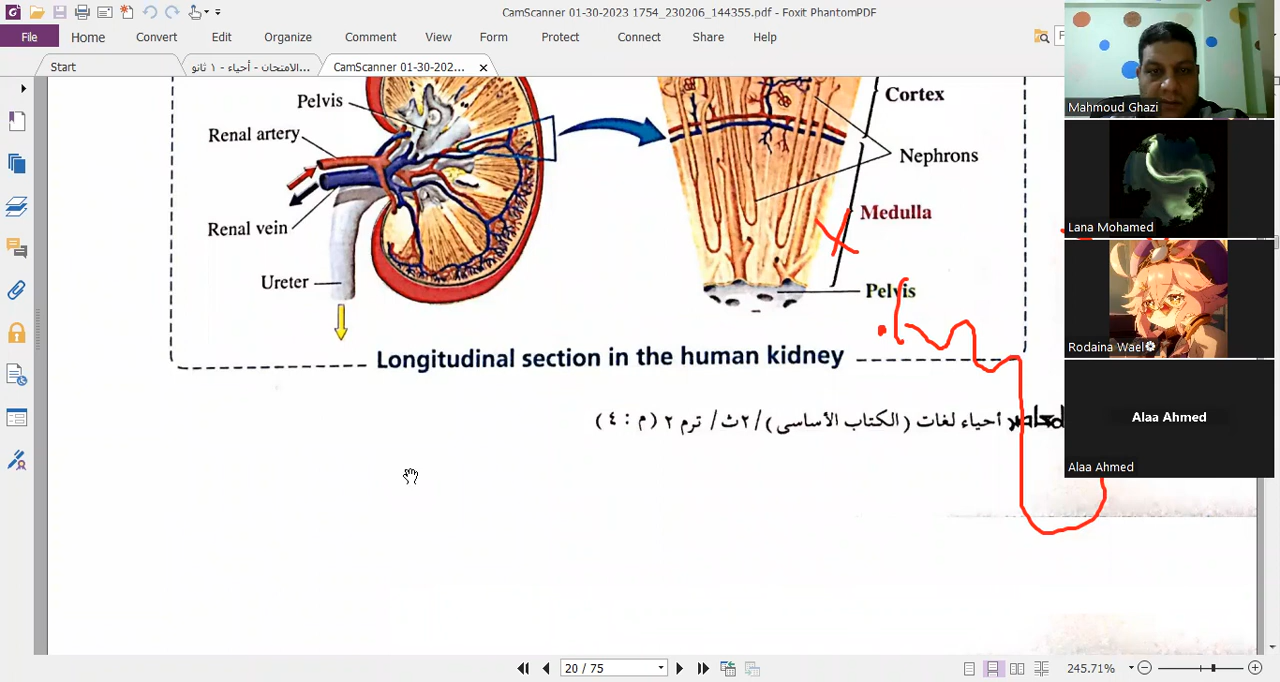 CamScanner 01-30-2023 1754_230206_144355.pdf - Foxit PhantomPDF
File Home Convert Edit Organize Comment View Form Protect Connect Share Help
Start
الامتحان - أحياء - ١ ثانو...
CamScanner 01-30-202...
Pelvis
Renal artery
Renal vein
Ureter
Cortex
Nephrons
Medulla
Pelvis
Longitudinal section in the human kidney
أحياء لغات (الكتاب الأساسى) /٢ث/ ترم ٢ (م : ٤)
Mahmoud Ghazi
Lana Mohamed
Rodaina Wael
Alaa Ahmed
Alaa Ahmed
20 / 75
245.71%